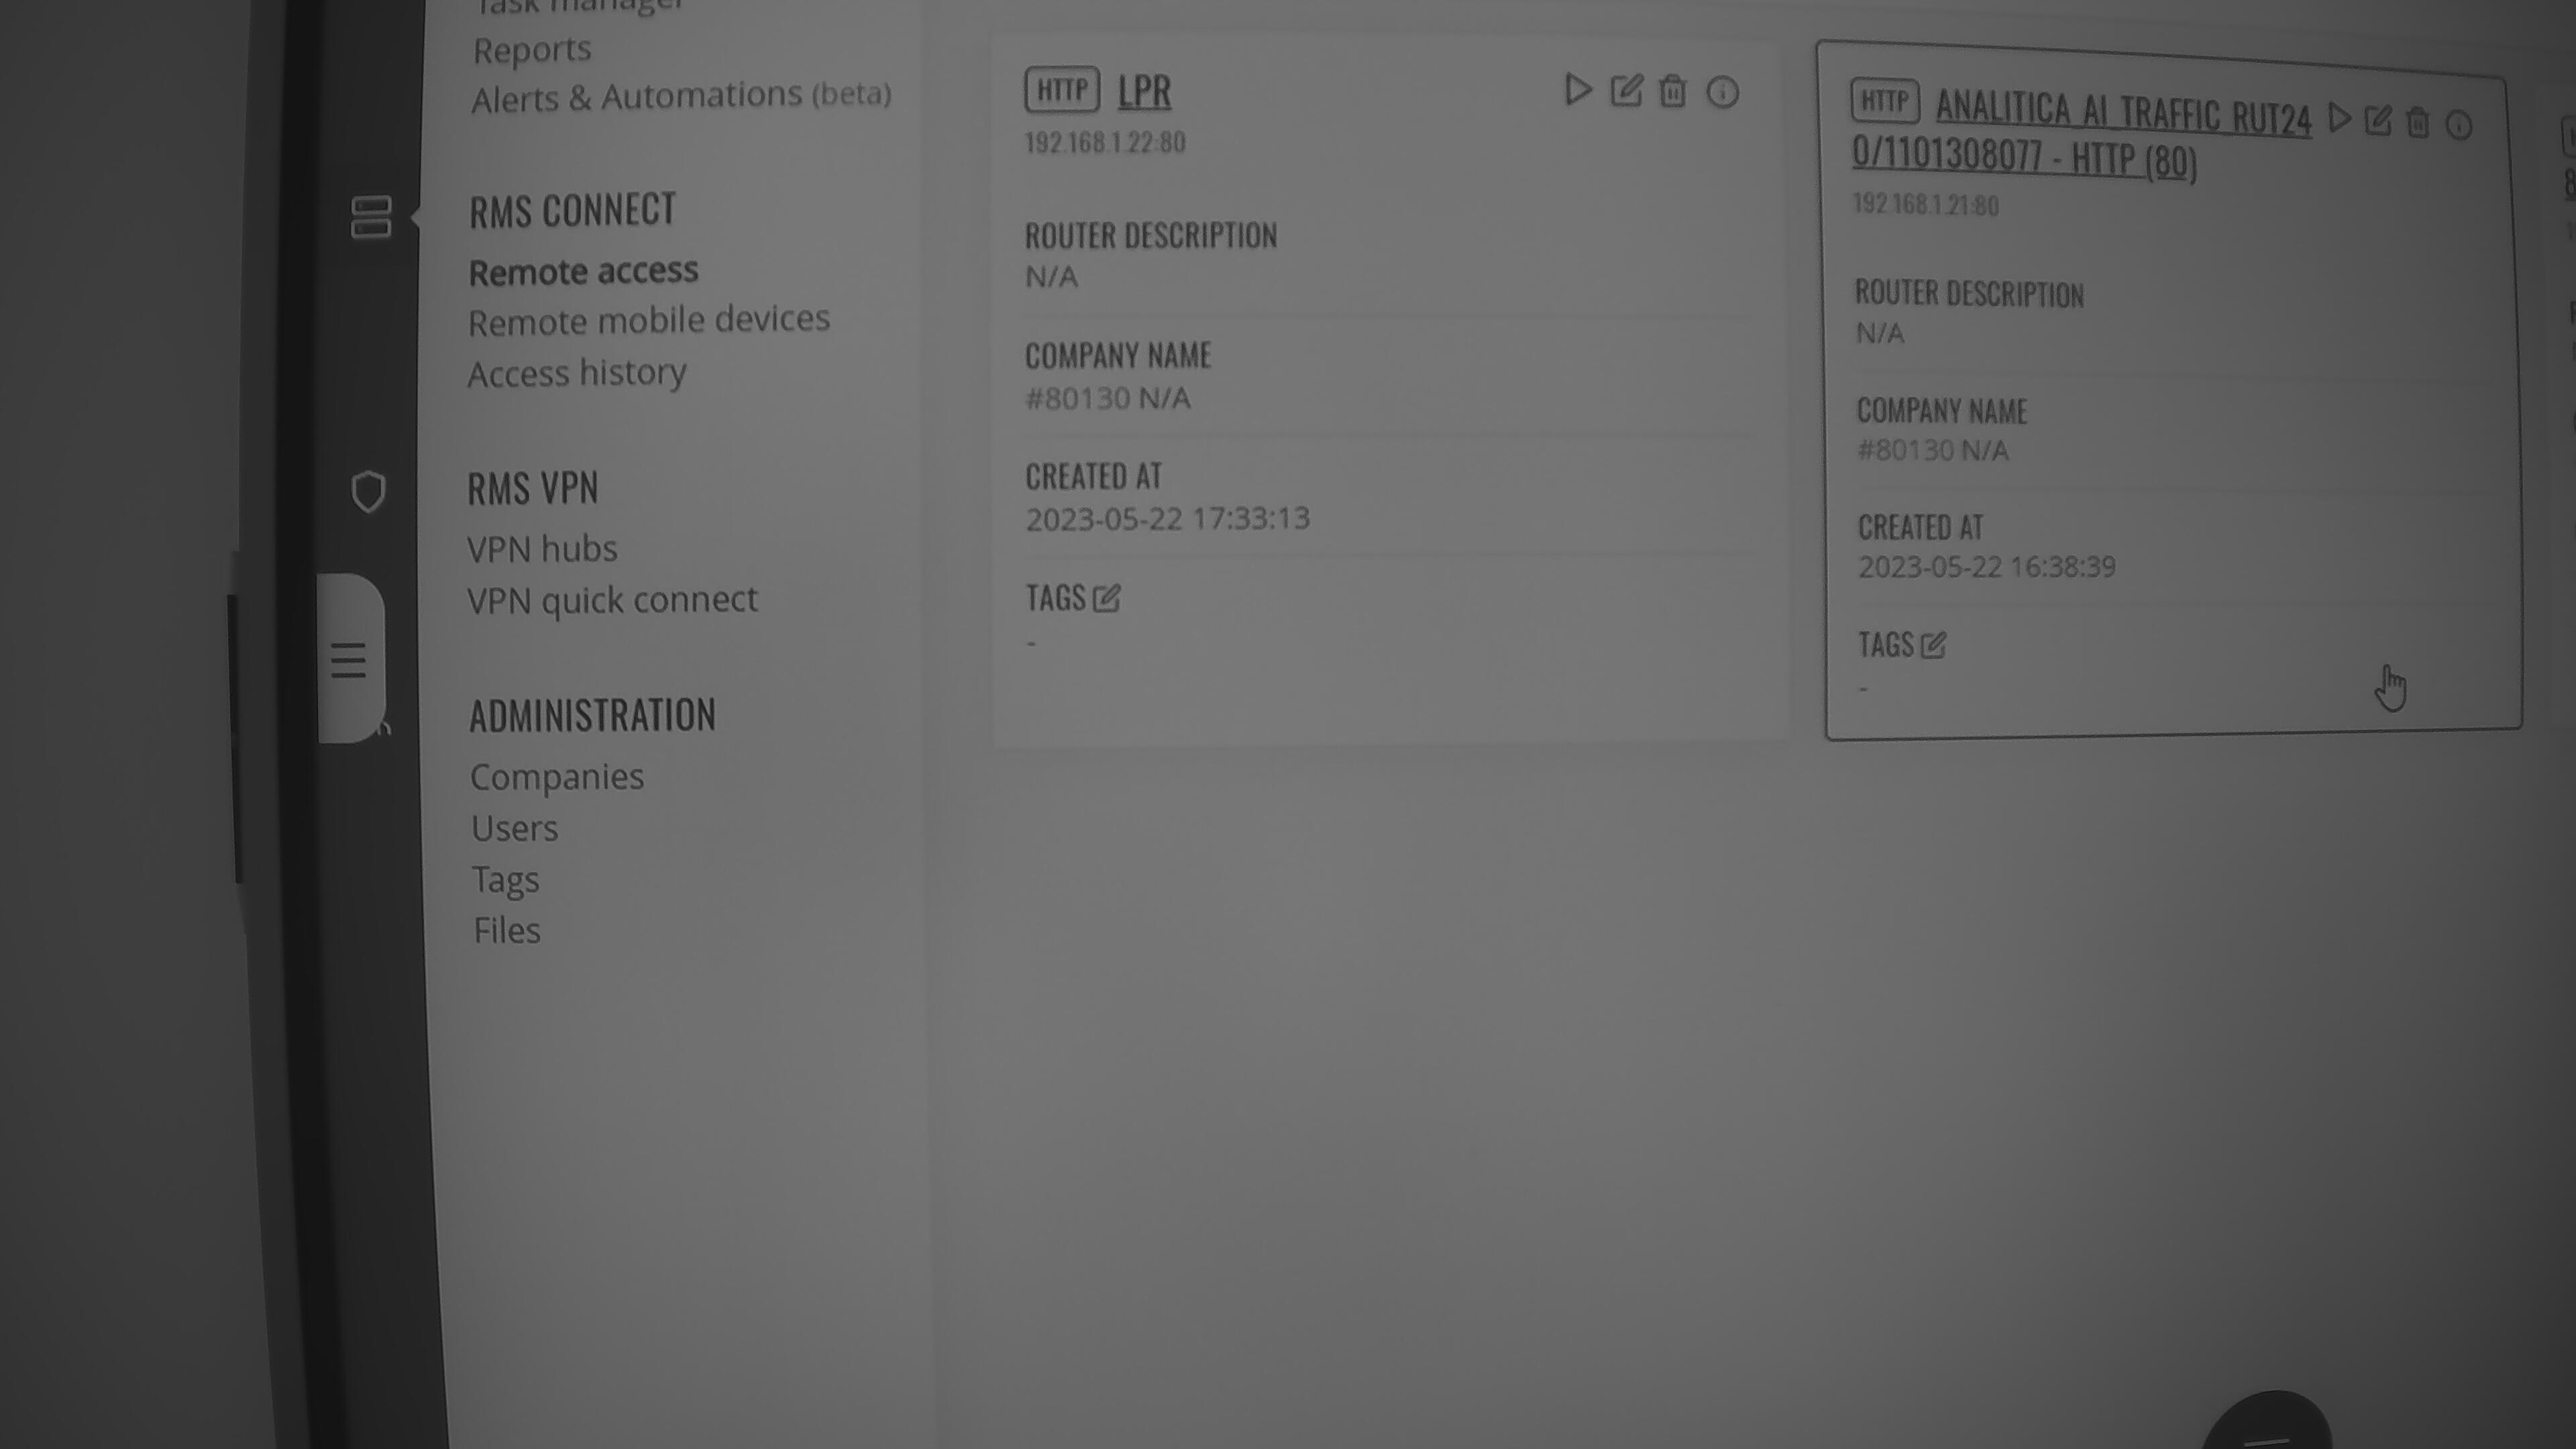 Task manager
Reports
Alerts & Automations (beta)
RMS CONNECT
Remote access
Remote mobile devices
Access history
RMS VPN
VPN hubs
VPN quick connect
ADMINISTRATION
Companies
Users
Tags
Files
HTTP LPR
192.168.1.22:80
ROUTER DESCRIPTION
N/A
COMPANY NAME
#80130 N/A
CREATED AT
2023-05-22 17:33:13
TAGS
-
HTTP ANALITICA AI TRAFFIC RUT24
0/1101308077 - HTTP (80)
192.168.1.21:80
ROUTER DESCRIPTION
N/A
COMPANY NAME
#80130 N/A
CREATED AT
2023-05-22 16:38:39
TAGS
-